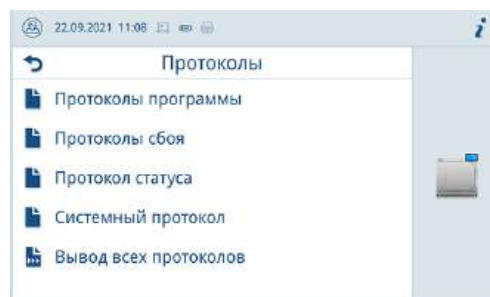 22.09.2021 11:08
Протоколы
Протоколы программы
Протоколы сбоя
Протокол статуса
Системный протокол
Вывод всех протоколов